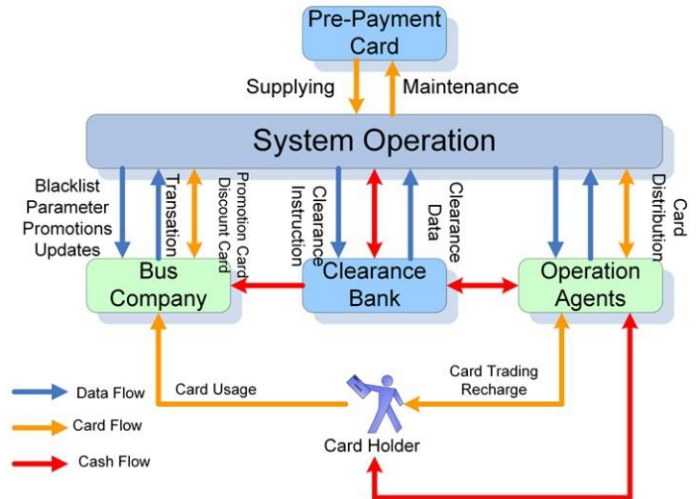 Pre-Payment
Card
Supplying
Maintenance
System Operation
Blacklist
Parameter
Promotions
Updates
Transation
Promotion Card
Discount Card
Clearance
Instruction
Clearance
Data
Card
Distribution
Bus
Company
Clearance
Bank
Operation
Agents
Data Flow
Card Flow
Cash Flow
Card Usage
Card Trading
Recharge
Card Holder